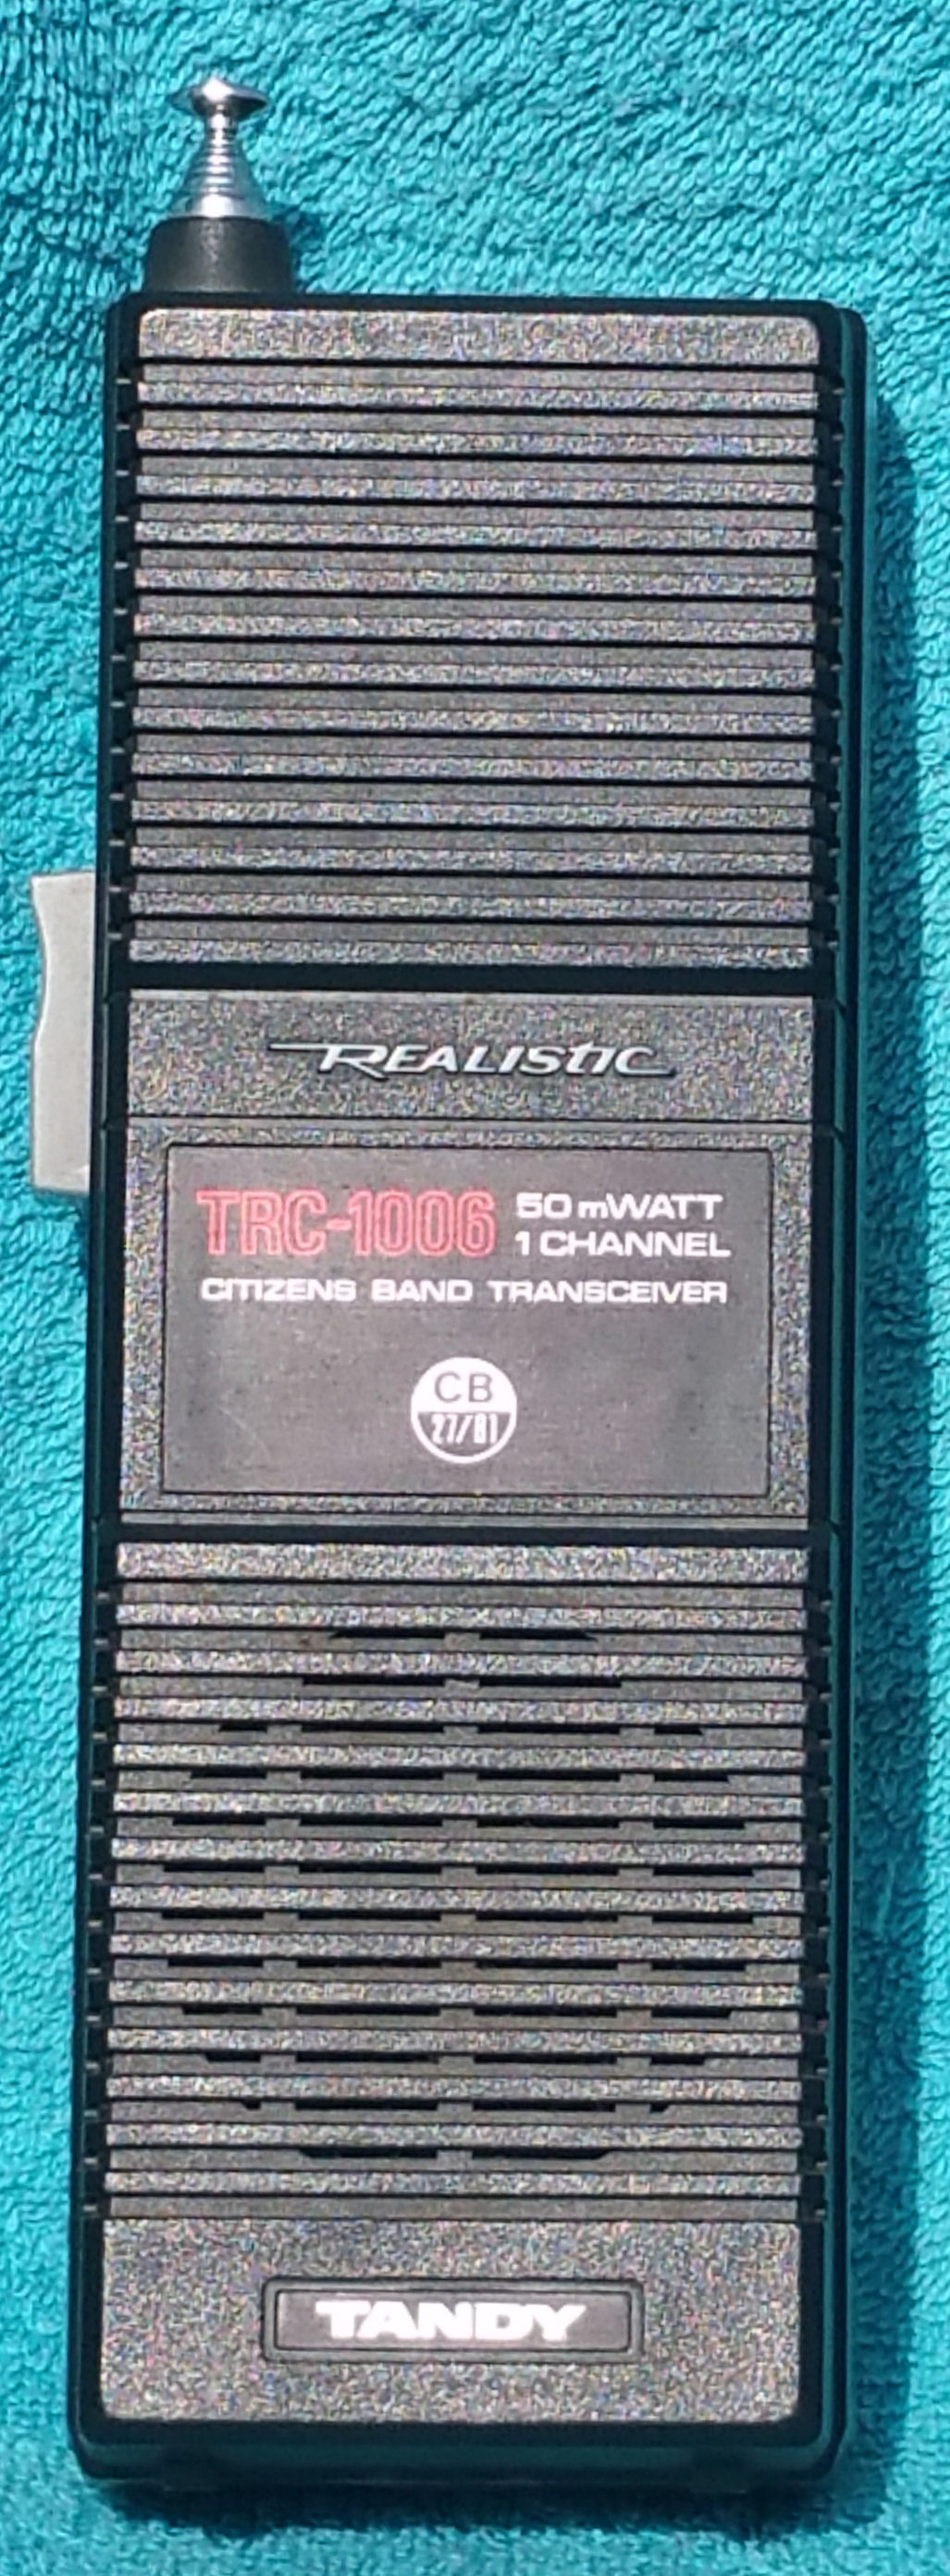 REALISTIC
TRC-1006 50 mWATT
1 CHANNEL
CITIZENS BAND TRANSCEIVER
CB
27/81
TANDY